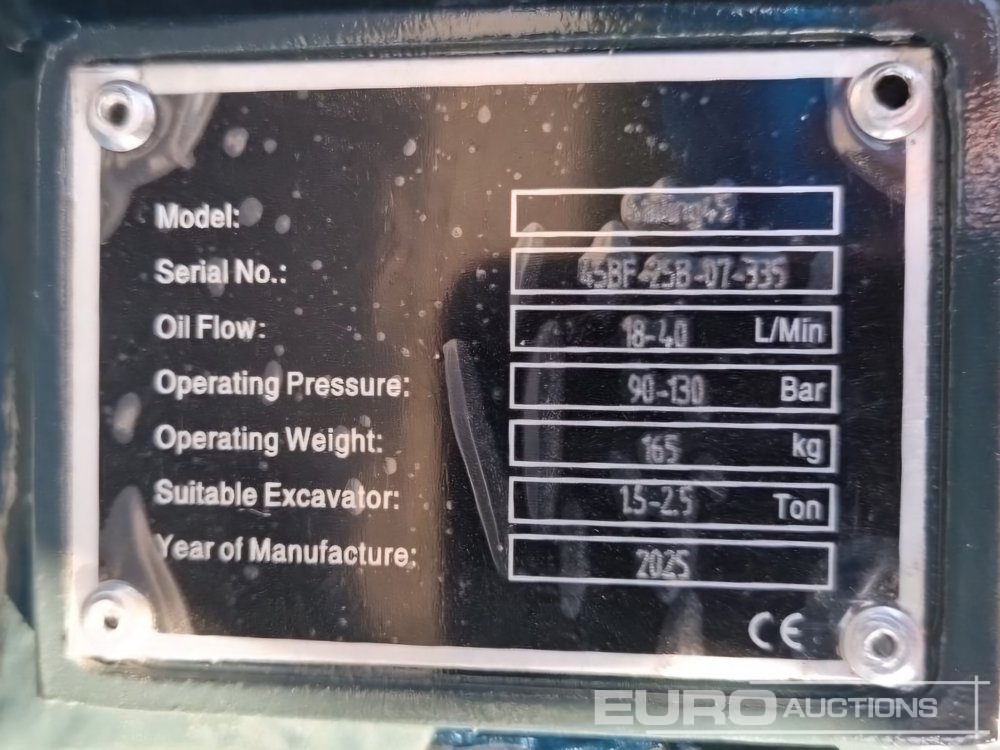 Model:
Serial No.: 45BF-25B-07-335
Oil Flow: 18-40 L/Min
Operating Pressure: 90-130 Bar
Operating Weight: 165 kg
Suitable Excavator: 1.5-2.5 Ton
Year of Manufacture: 2025
CE
EURO AUCTIONS